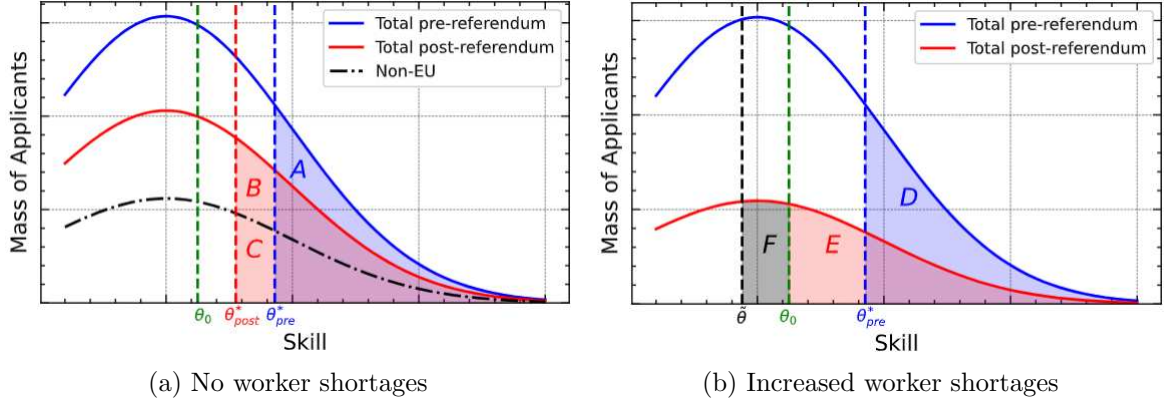 Total pre-referendum
Total post-referendum
Non-EU
Mass of Applicants
A
B
C
θ₀
θ*post
θ*pre
Skill
(a) No worker shortages
Total pre-referendum
Total post-referendum
Mass of Applicants
D
E
F
θ̃
θ₀
θ*pre
Skill
(b) Increased worker shortages